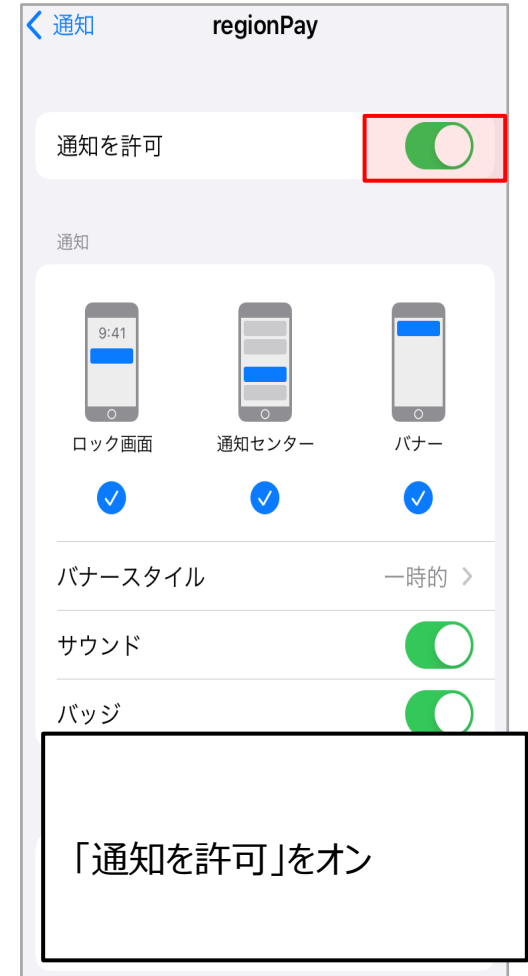 通知
regionPay
通知を許可
通知
9:41
ロック画面
通知センター
バナー
バナースタイル
一時的
サウンド
バッジ
「通知を許可」をオン